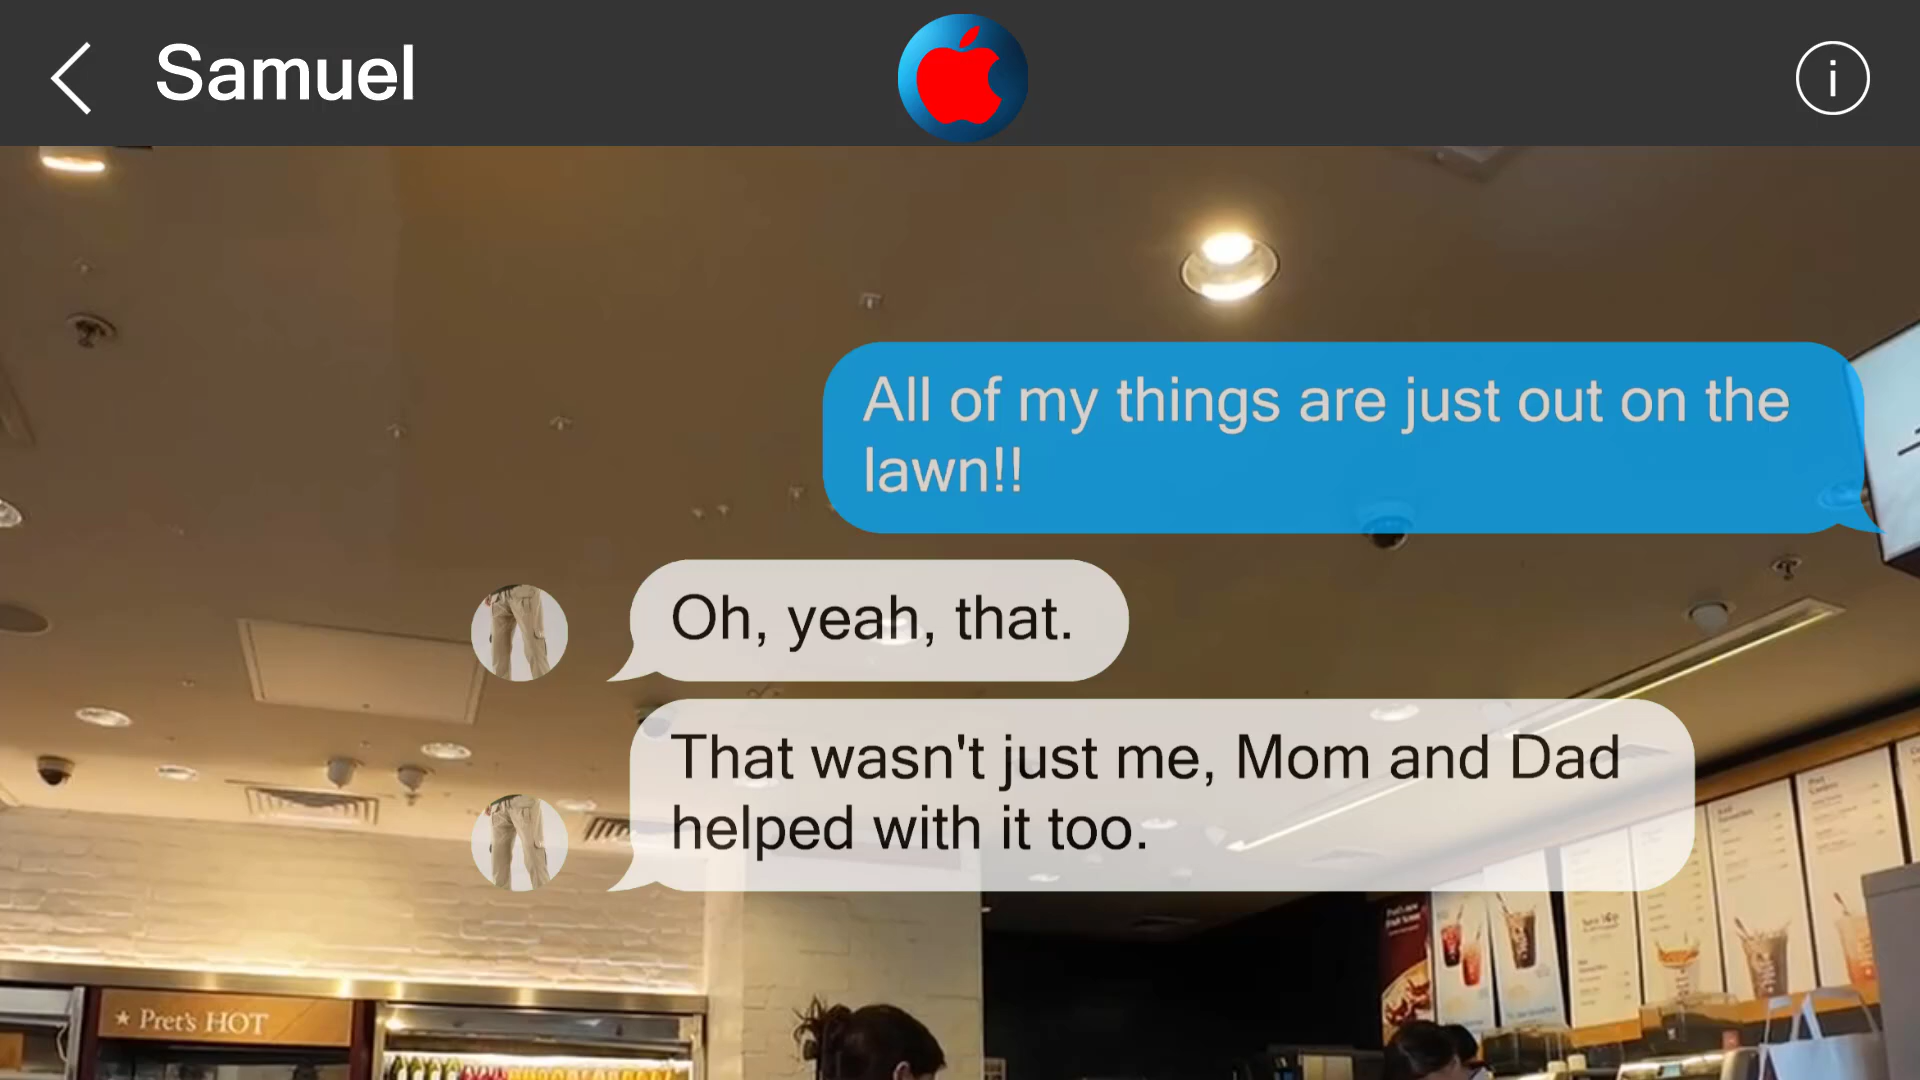 Samuel
All of my things are just out on the
lawn!!
Oh, yeah, that.
That wasn't just me, Mom and Dad
helped with it too.
★ Pret's HOT